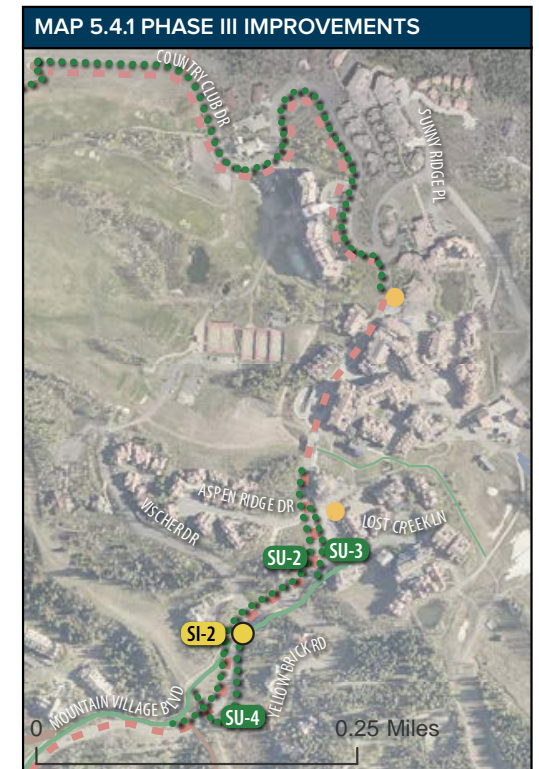 MAP 5.4.1 PHASE III IMPROVEMENTS
COUNTRY CLUB DR
SUNNY RIDGE PL
ASPEN RIDGE DR
VISCHER DR
LOST CREEK LN
SU-2
SU-3
SI-2
YELLOW BRICK RD
MOUNTAIN VILLAGE BLVD
SU-4
0
0.25 Miles